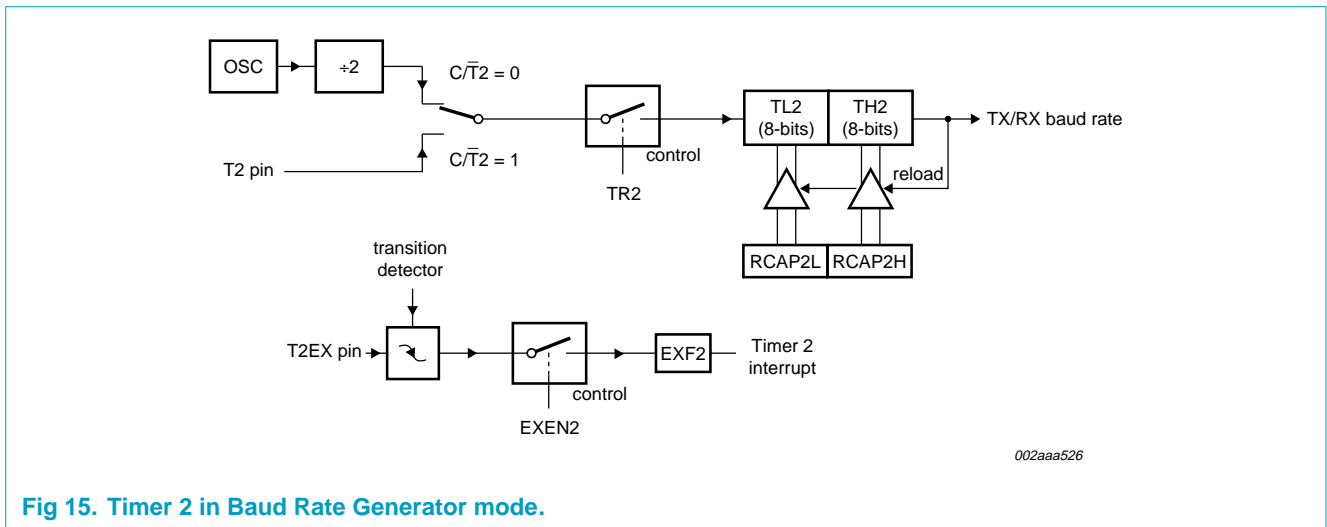 OSC
÷2
C/T̅2 = 0
C/T̅2 = 1
T2 pin
control
TR2
TL2
(8-bits)
TH2
(8-bits)
TX/RX baud rate
reload
RCAP2L
RCAP2H
transition
detector
T2EX pin
control
EXEN2
EXF2
Timer 2
interrupt
002aaa526
Fig 15. Timer 2 in Baud Rate Generator mode.